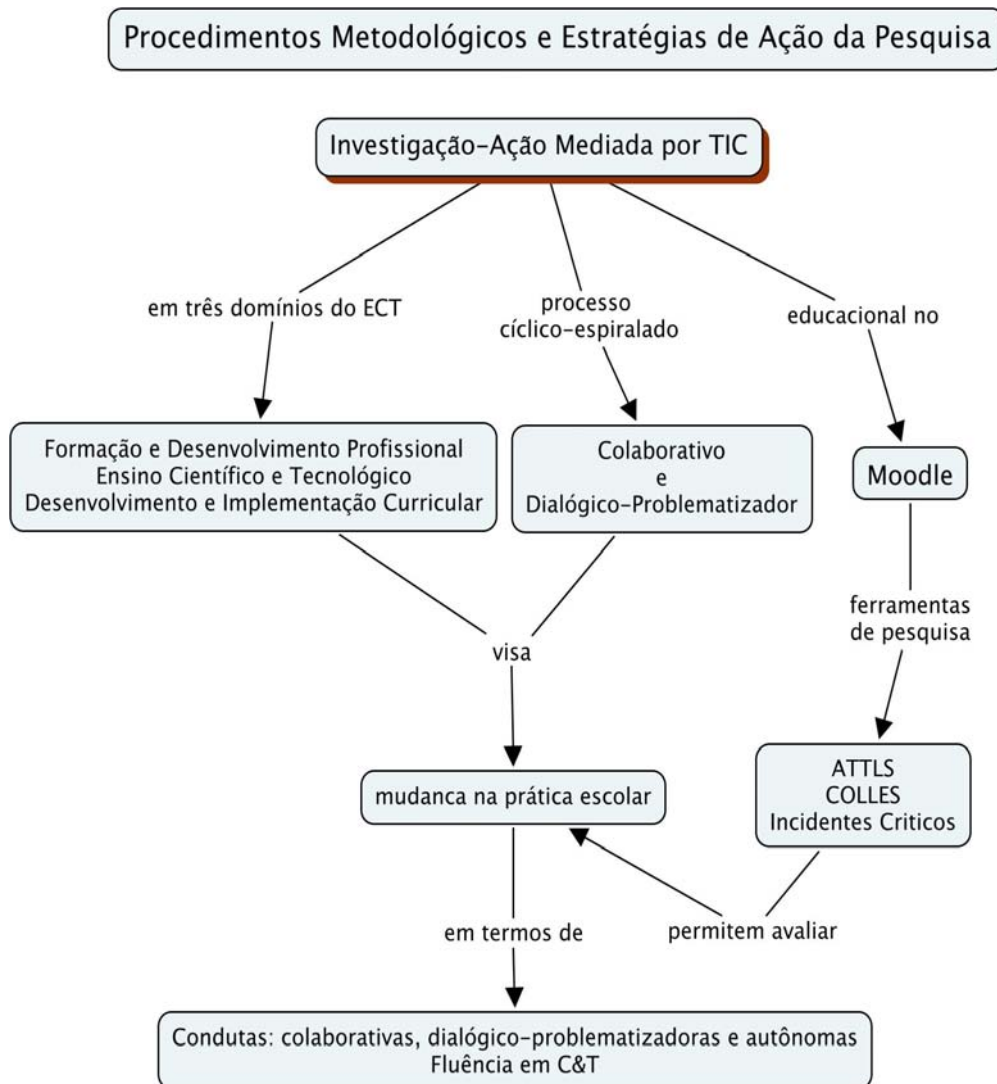 Procedimentos Metodológicos e Estratégias de Ação da Pesquisa
Investigação-Ação Mediada por TIC
em três domínios do ECT
processo
cíclico-espiralado
educacional no
Formação e Desenvolvimento Profissional
Ensino Científico e Tecnológico
Desenvolvimento e Implementação Curricular
Colaborativo
e
Dialógico-Problematizador
Moodle
ferramentas
de pesquisa
visa
mudanca na prática escolar
ATTLS
COLLES
Incidentes Criticos
em termos de
permitem avaliar
Condutas: colaborativas, dialógico-problematizadoras e autônomas
Fluência em C&T